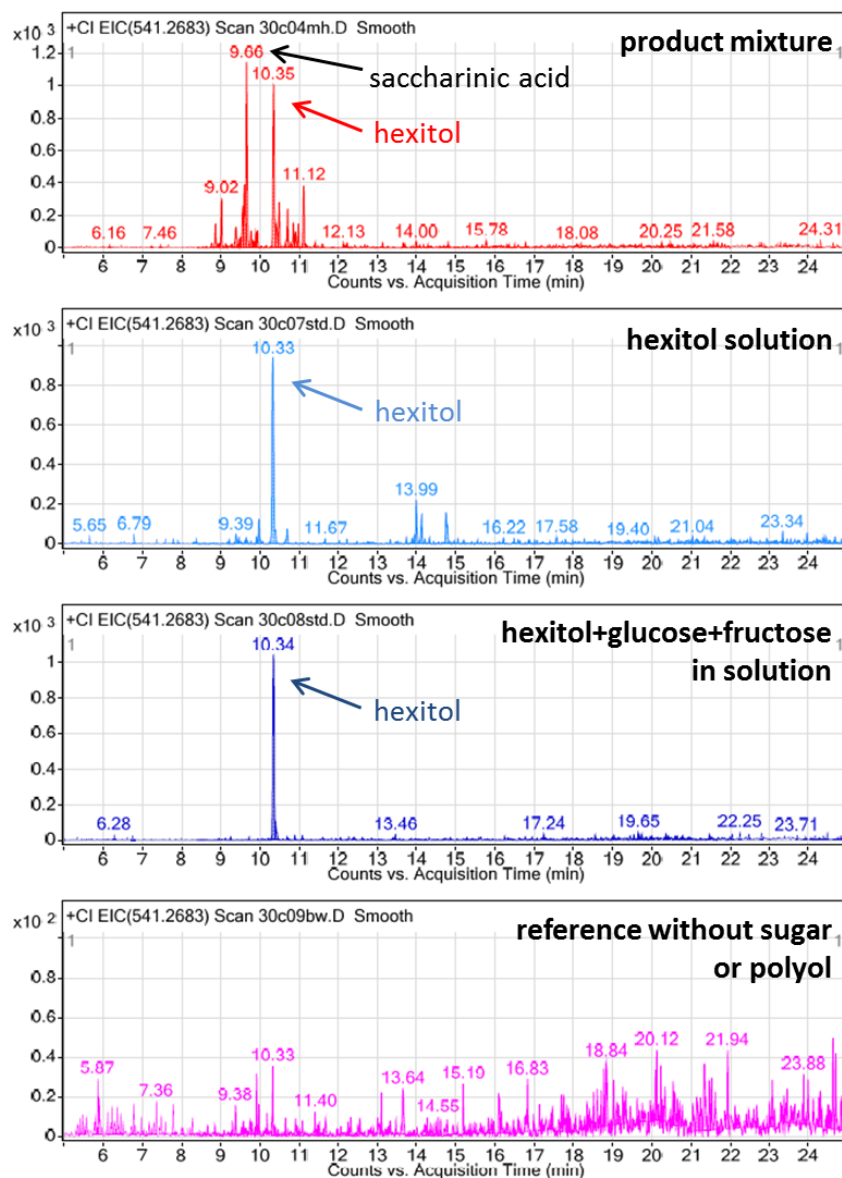 +CI EIC(541.2683) Scan 30c04mh.D Smooth
x10 3
1 1
product mixture
9.66
saccharinic acid
10.35
hexitol
9.02
11.12
6.16 7.46 12.13 14.00 15.78 18.08 20.25 21.58 24.31
1.2
1
0.8
0.6
0.4
0.2
0
6 7 8 9 10 11 12 13 14 15 16 17 18 19 20 21 22 23 24
Counts vs. Acquisition Time (min)
+CI EIC(541.2683) Scan 30c07std.D Smooth
x10 3
1 1
hexitol solution
10.33
hexitol
13.99
5.65 6.79 9.39 11.67 16.22 17.58 19.40 21.04 23.34
0.8
0.6
0.4
0.2
0
6 7 8 9 10 11 12 13 14 15 16 17 18 19 20 21 22 23 24
Counts vs. Acquisition Time (min)
+CI EIC(541.2683) Scan 30c08std.D Smooth
x10 3
1 1
hexitol+glucose+fructose
in solution
10.34
hexitol
6.28 13.46 17.24 19.65 22.25 23.71
1
0.8
0.6
0.4
0.2
0
6 7 8 9 10 11 12 13 14 15 16 17 18 19 20 21 22 23 24
Counts vs. Acquisition Time (min)
+CI EIC(541.2683) Scan 30c09bw.D Smooth
x10 2
1 1
reference without sugar
or polyol
5.87 7.36 9.38 10.33 11.40 13.64 14.55 15.10 16.83 18.84 20.12 21.94 23.88
0.8
0.6
0.4
0.2
0
6 7 8 9 10 11 12 13 14 15 16 17 18 19 20 21 22 23 24
Counts vs. Acquisition Time (min)